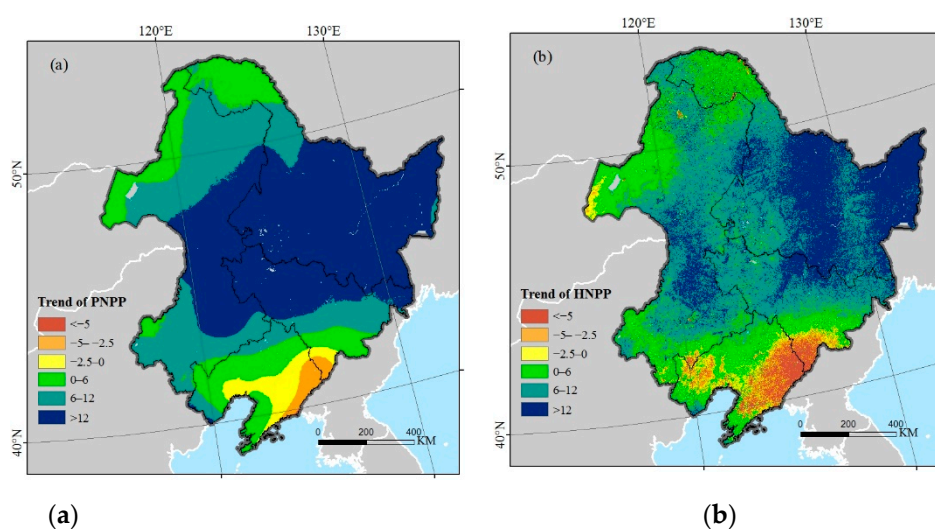 120°E
130°E
(a)
50°N
40°N
Trend of PNPP
<−5
−5- −2.5
−2.5–0
0–6
6–12
>12
0 200 400
KM
(a)
120°E
130°E
(b)
50°N
40°N
Trend of HNPP
<−5
−5- −2.5
−2.5–0
0–6
6–12
>12
0 200 400
KM
(b)